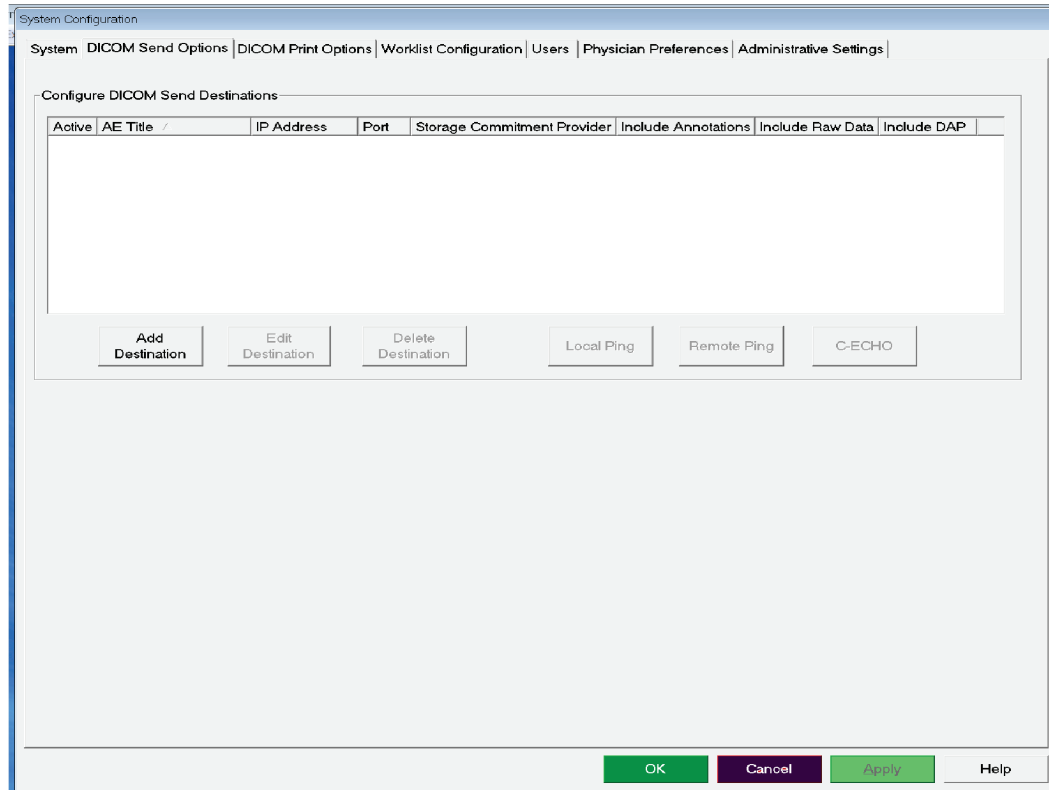 System Configuration
System DICOM Send Options DICOM Print Options Worklist Configuration Users Physician Preferences Administrative Settings
Configure DICOM Send Destinations
Active AE Title IP Address Port Storage Commitment Provider Include Annotations Include Raw Data Include DAP
Add Destination
Edit Destination
Delete Destination
Local Ping
Remote Ping
C-ECHO
OK Cancel Apply Help